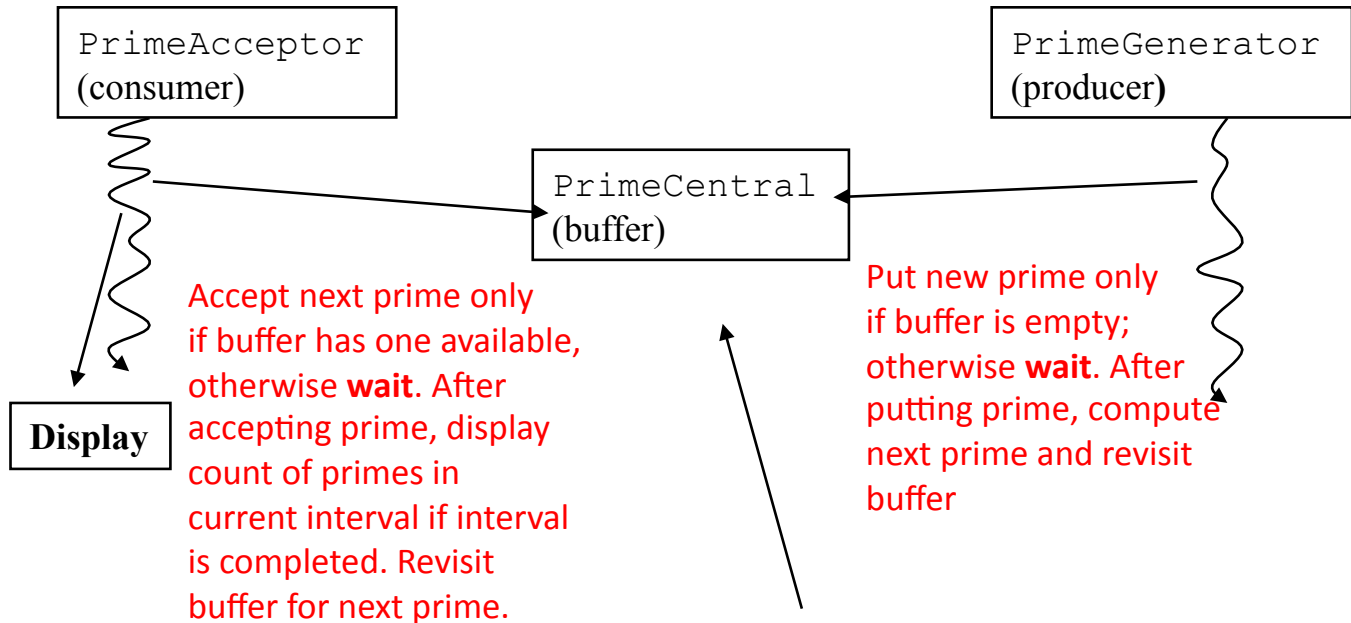 PrimeAcceptor
(consumer)
PrimeGenerator
(producer)
PrimeCentral
(buffer)
Accept next prime only
if buffer has one available,
otherwise wait. After
accepting prime, display
count of primes in
current interval if interval
is completed. Revisit
buffer for next prime.
Put new prime only
if buffer is empty;
otherwise wait. After
putting prime, compute
next prime and revisit
buffer
Display